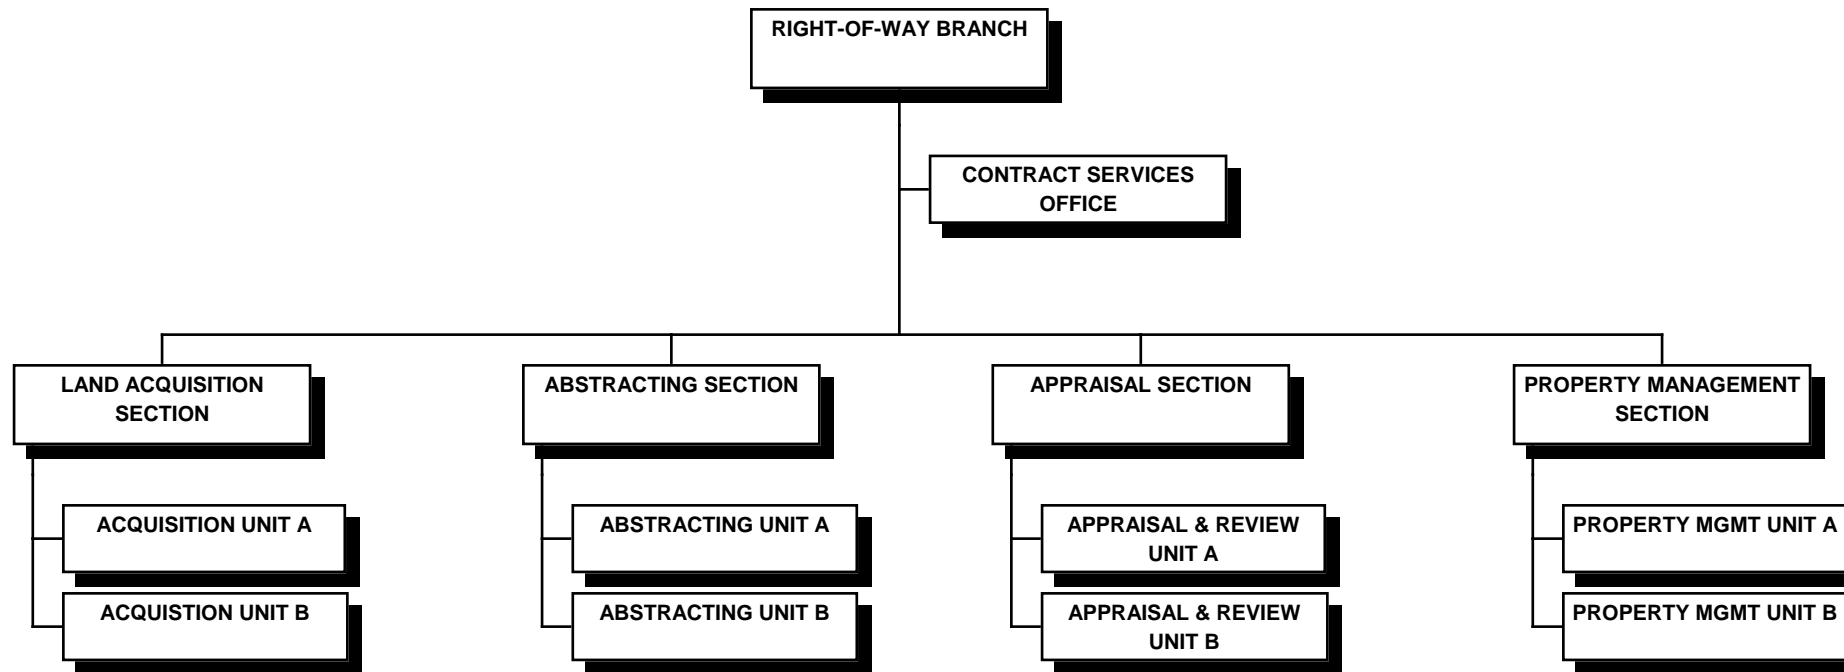 RIGHT-OF-WAY BRANCH
CONTRACT SERVICES
OFFICE
LAND ACQUISITION
SECTION
ABSTRACTING SECTION
APPRAISAL SECTION
PROPERTY MANAGEMENT
SECTION
ACQUISITION UNIT A
ABSTRACTING UNIT A
APPRAISAL & REVIEW
UNIT A
PROPERTY MGMT UNIT A
ACQUISTION UNIT B
ABSTRACTING UNIT B
APPRAISAL & REVIEW
UNIT B
PROPERTY MGMT UNIT B